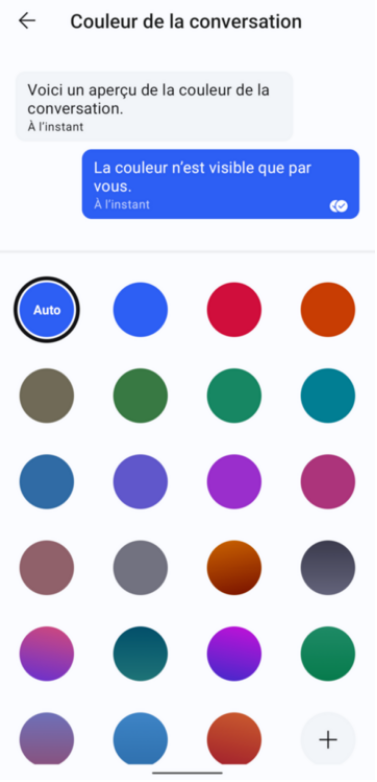 Couleur de la conversation
Voici un aperçu de la couleur de la
conversation.
À l'instant
La couleur n'est visible que par
vous.
À l'instant
Auto